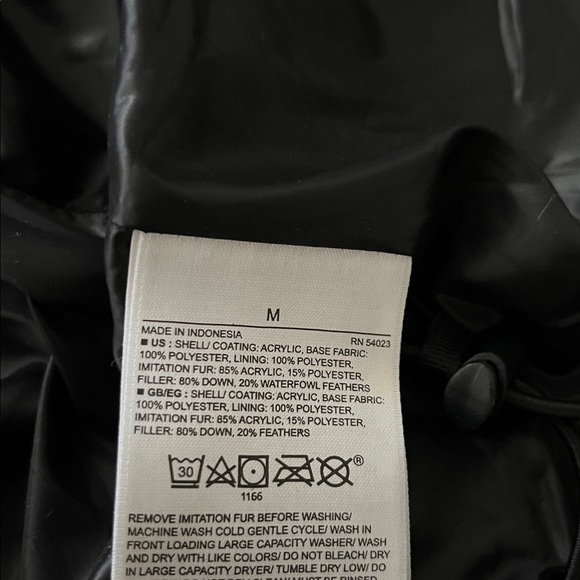 M
MADE IN INDONESIA RN 54023
■ US : SHELL/ COATING: ACRYLIC, BASE FABRIC:
100% POLYESTER, LINING: 100% POLYESTER,
IMITATION FUR: 85% ACRYLIC, 15% POLYESTER,
FILLER: 80% DOWN, 20% WATERFOWL FEATHERS
■ GB/EG : SHELL/ COATING: ACRYLIC, BASE FABRIC:
100% POLYESTER, LINING: 100% POLYESTER,
IMITATION FUR: 85% ACRYLIC, 15% POLYESTER,
FILLER: 80% DOWN, 20% FEATHERS
30 ®
1166
REMOVE IMITATION FUR BEFORE WASHING/
MACHINE WASH COLD GENTLE CYCLE/ WASH IN
FRONT LOADING LARGE CAPACITY WASHER/ WASH
AND DRY WITH LIKE COLORS/ DO NOT BLEACH/ DRY
IN LARGE CAPACITY DRYER/ TUMBLE DRY LOW/ DO